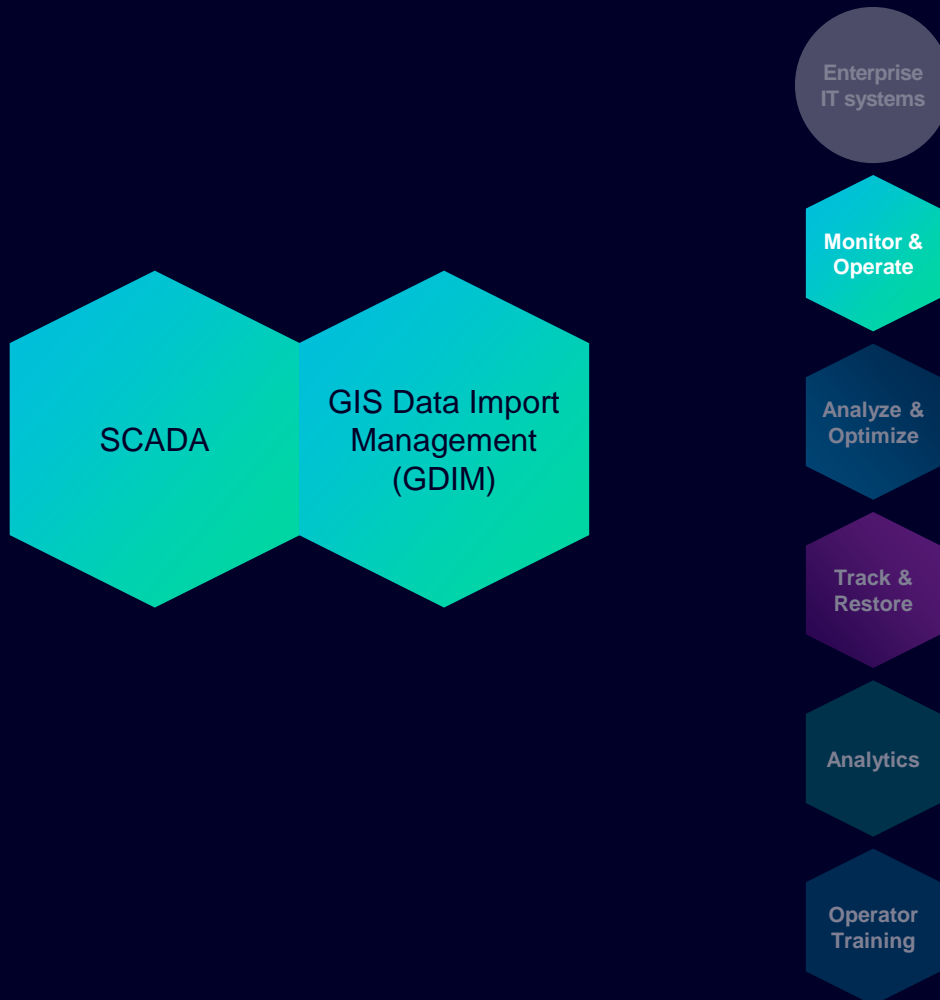 SCADA
GIS Data Import
Management
(GDIM)
Enterprise
IT systems
Monitor &
Operate
Analyze &
Optimize
Track &
Restore
Analytics
Operator
Training